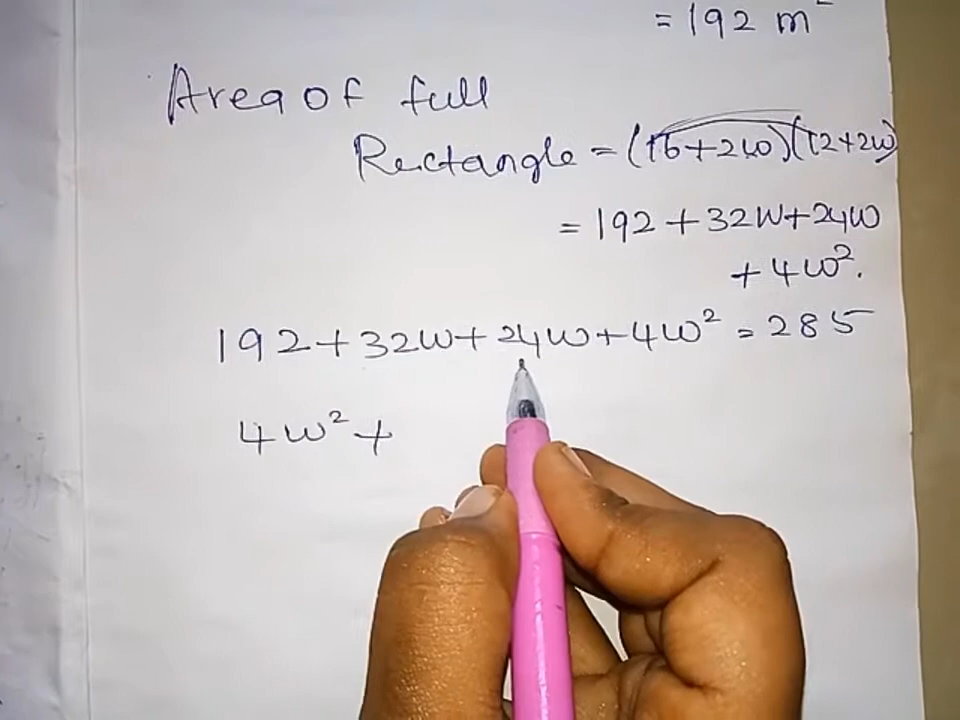 = 192 m²
Area of full
Rectangle = (16+2w)(12+2w)
= 192 + 32w + 24w
+ 4w².
192 + 32w + 24w + 4w² = 285
4w² +